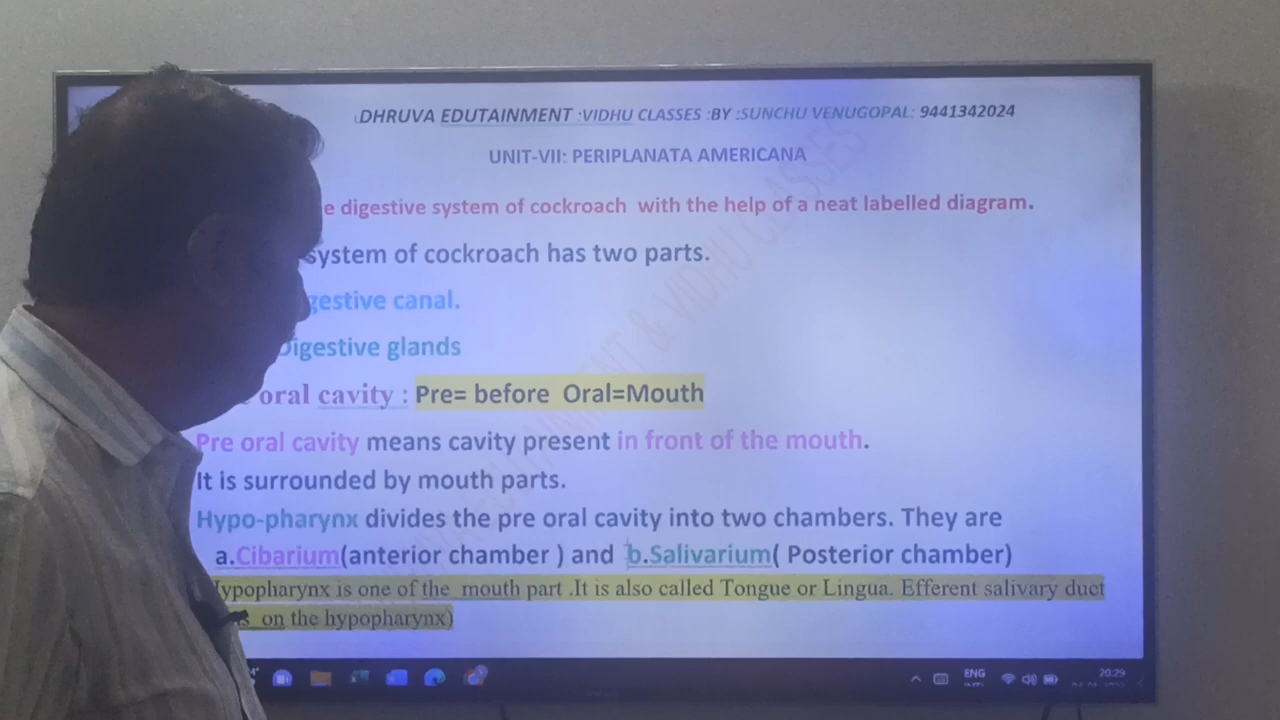 DHRUVA EDUTAINMENT :VIDHU CLASSES :BY :SUNCHU VENUGOPAL: 9441342024
UNIT-VII: PERIPLANATA AMERICANA
e digestive system of cockroach with the help of a neat labelled diagram.
system of cockroach has two parts.
gestive canal.
Digestive glands
oral cavity : Pre= before Oral=Mouth
Pre oral cavity means cavity present in front of the mouth.
It is surrounded by mouth parts.
Hypo-pharynx divides the pre oral cavity into two chambers. They are
a.Cibarium(anterior chamber ) and b.Salivarium( Posterior chamber)
ypopharynx is one of the mouth part .It is also called Tongue or Lingua. Efferent salivary duct
on the hypopharynx)
ENG
20:29